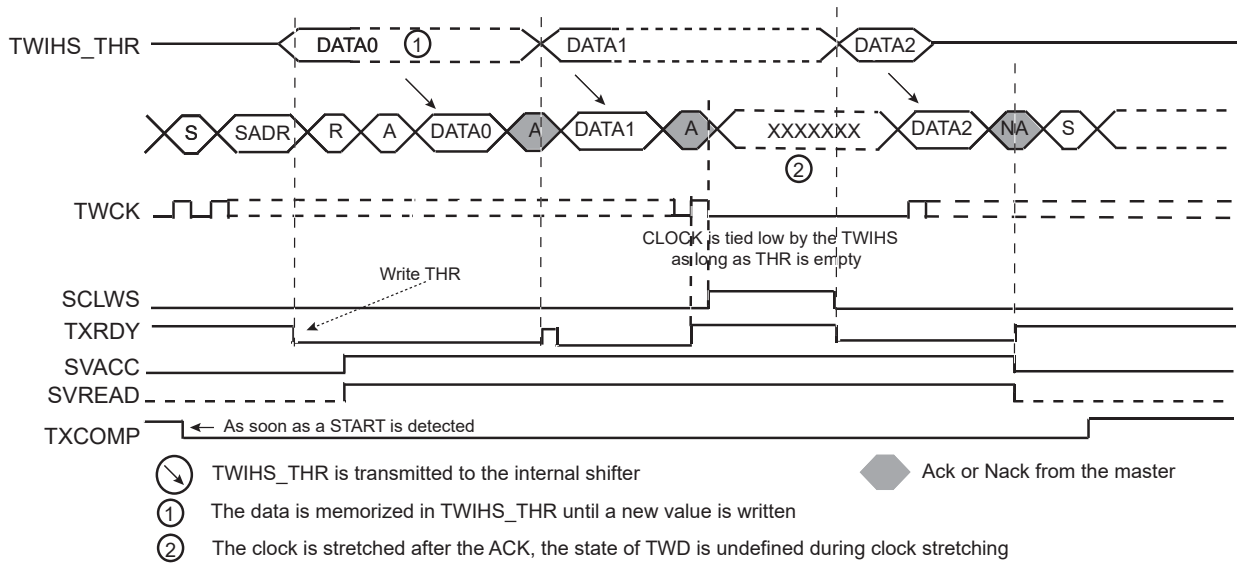 TWIHS_THR DATA0 1 DATA1 DATA2
S SADR R A DATA0 A DATA1 A XXXXXXX DATA2 NA S
2
TWCK
CLOCK is tied low by the TWIHS
as long as THR is empty
Write THR
SCLWS
TXRDY
SVACC
SVREAD
TXCOMP As soon as a START is detected
TWIHS_THR is transmitted to the internal shifter Ack or Nack from the master
1 The data is memorized in TWIHS_THR until a new value is written
2 The clock is stretched after the ACK, the state of TWD is undefined during clock stretching